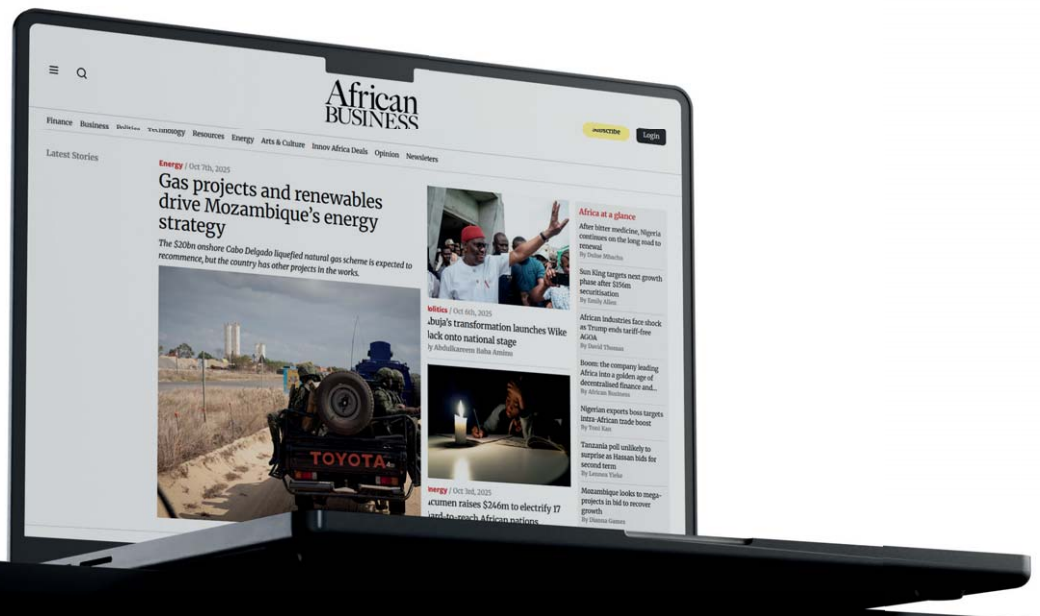 African
BUSINESS
Subscribe
Login
Finance Business Politics Technology Resources Energy Arts & Culture Innov Africa Deals Opinion Newsletters
Latest Stories
Energy / Oct 7th, 2025
Gas projects and renewables
drive Mozambique's energy
strategy
The $20bn onshore Cabo Delgado liquefied natural gas scheme is expected to
recommence, but the country has other projects in the works.
TOYOTA
Politics / Oct 6th, 2025
Abuja's transformation launches Wike
back onto national stage
By Abdulkareem Baba Aminu
Energy / Oct 3rd, 2025
Acumen raises $246m to electrify 17
hard-to-reach African nations
Africa at a glance
After bitter medicine, Nigeria
continues on the long road to
renewal
By Dulue Mbachu
Sun King targets next growth
phase after $156m
securitisation
By Emily Allen
African industries face shock
as Trump ends tariff-free
AGOA
By David Thomas
Boom: the company leading
Africa into a golden age of
decentralised finance and...
By African Business
Nigerian exports boss targets
intra-African trade boost
By Toni Kan
Tanzania poll unlikely to
surprise as Hassan bids for
second term
By Lennox Yieke
Mozambique looks to mega-
projects in bid to recover
growth
By Dianna Games